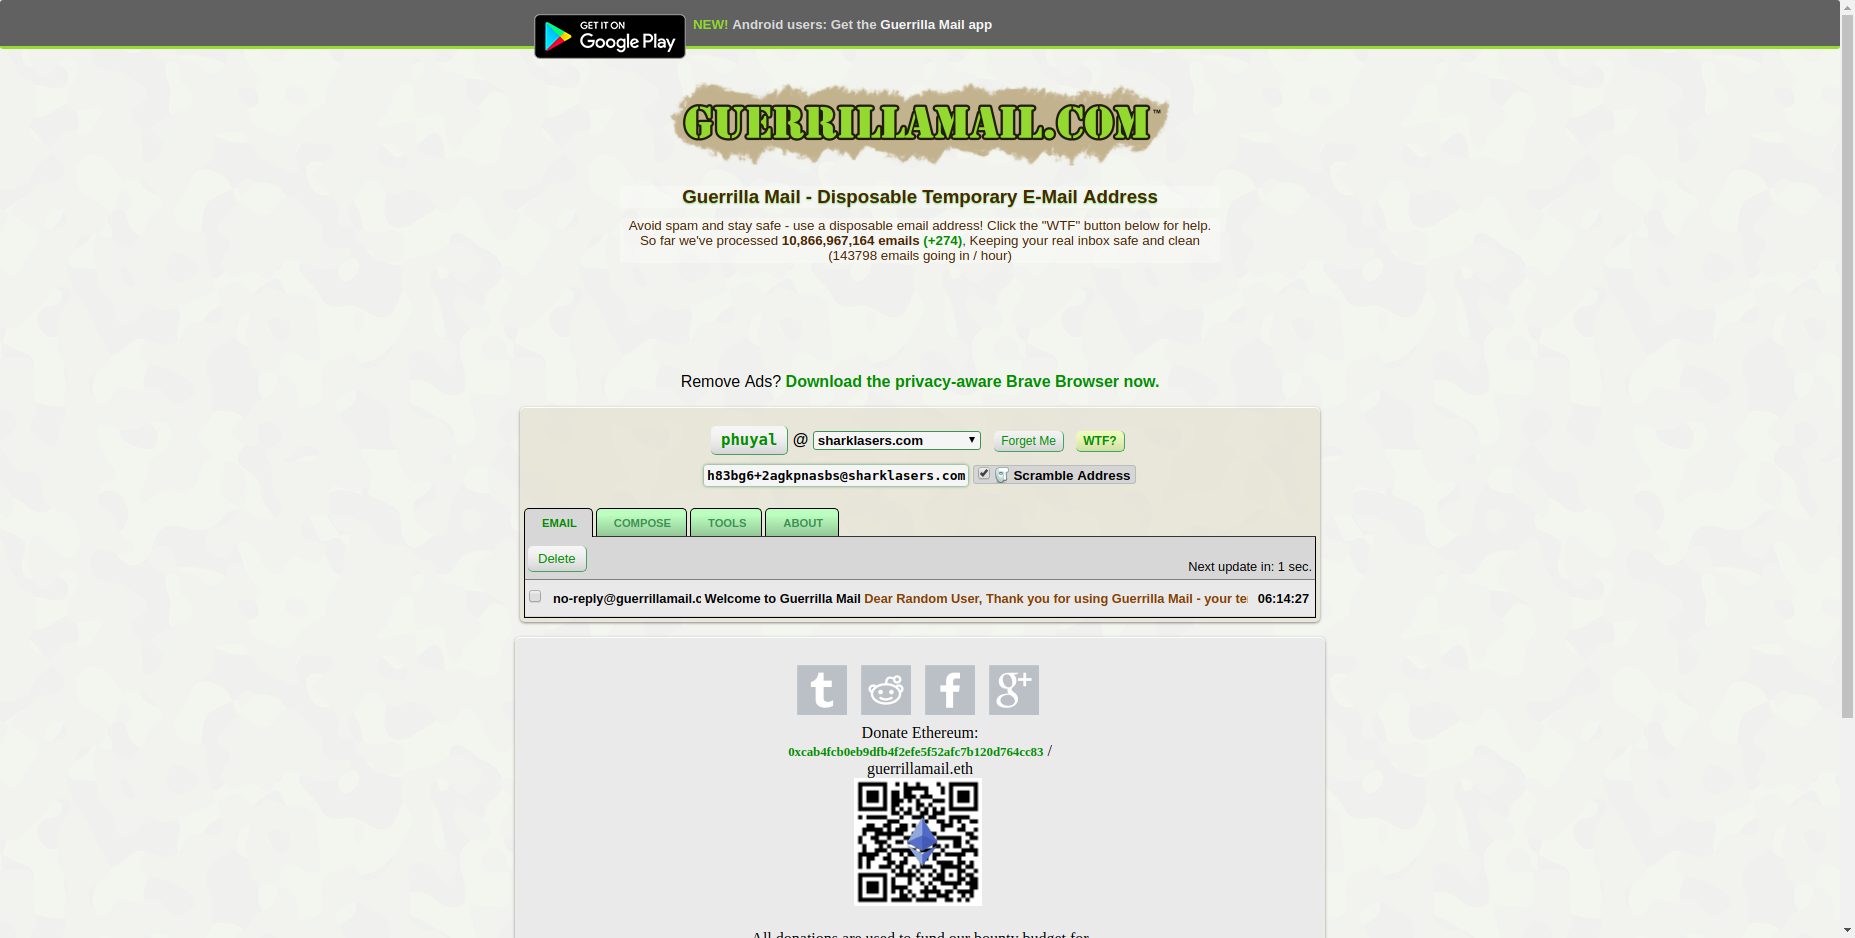 GET IT ON
Google Play
NEW! Android users: Get the Guerrilla Mail app
GUERRILLAMAIL.COM™
Guerrilla Mail - Disposable Temporary E-Mail Address
Avoid spam and stay safe - use a disposable email address! Click the "WTF" button below for help.
So far we've processed 10,866,967,164 emails (+274), Keeping your real inbox safe and clean
(143798 emails going in / hour)
Remove Ads? Download the privacy-aware Brave Browser now.
phuyal @ sharklasers.com Forget Me WTF?
h83bg6+2agkpnasbs@sharklasers.com Scramble Address
EMAIL COMPOSE TOOLS ABOUT
Delete
Next update in: 1 sec.
no-reply@guerrillamail.c Welcome to Guerrilla Mail Dear Random User, Thank you for using Guerrilla Mail - your te 06:14:27
Donate Ethereum:
0xcab4fcb0eb9dfb4f2efe5f52afc7b120d764cc83 /
guerrillamail.eth
All donations are used to fund our bounty budget for